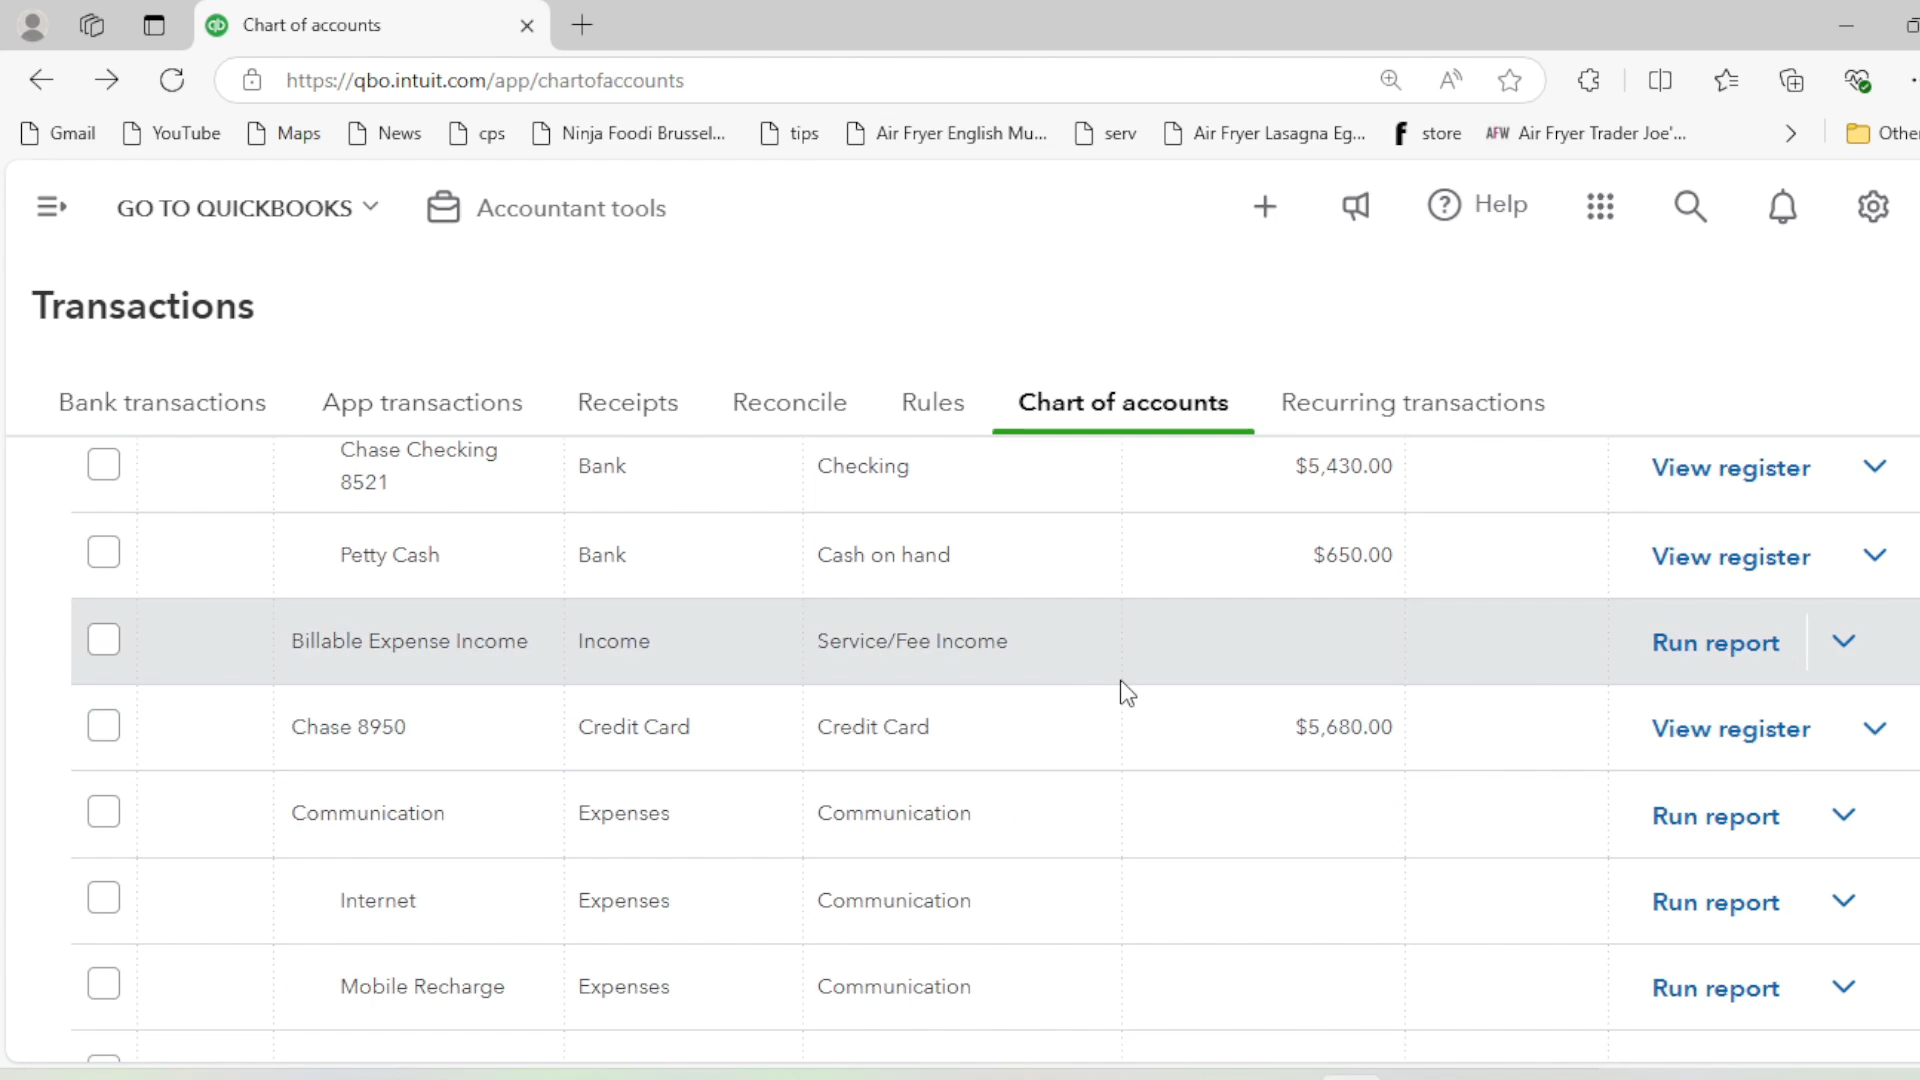 Chart of accounts
https://qbo.intuit.com/app/chartofaccounts
Gmail YouTube Maps News cps Ninja Foodi Brussel... tips Air Fryer English Mu... serv Air Fryer Lasagna Eg... store AFW Air Fryer Trader Joe'... Other
GO TO QUICKBOOKS Accountant tools Help
Transactions
Bank transactions App transactions Receipts Reconcile Rules Chart of accounts Recurring transactions
Chase Checking
8521 Bank Checking $5,430.00 View register
Petty Cash Bank Cash on hand $650.00 View register
Billable Expense Income Income Service/Fee Income Run report
Chase 8950 Credit Card Credit Card $5,680.00 View register
Communication Expenses Communication Run report
Internet Expenses Communication Run report
Mobile Recharge Expenses Communication Run report